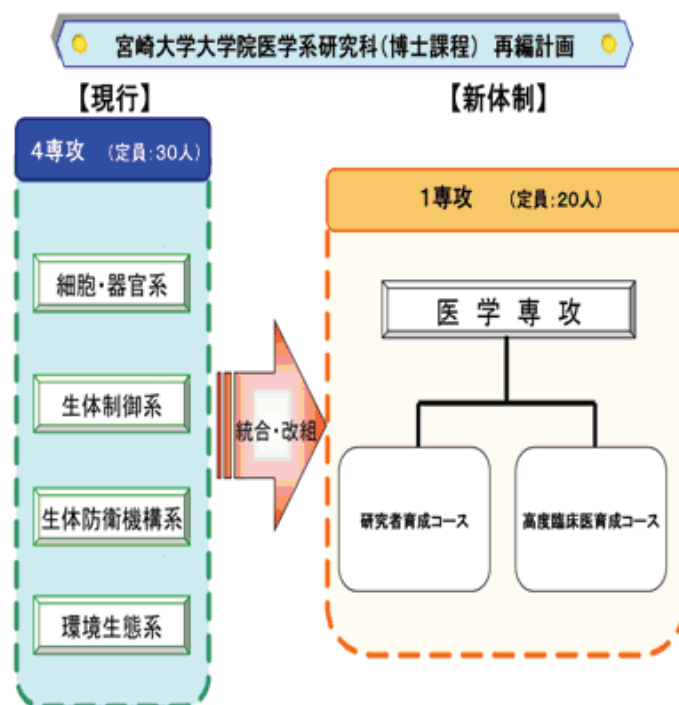 宮崎大学大学院医学系研究科(博士課程) 再編計画
【現行】
【新体制】
4専攻 (定員:30人)
細胞・器官系
生体制御系
生体防衛機構系
環境生態系
統合・改組
1専攻 (定員:20人)
医学専攻
研究者育成コース
高度臨床医育成コース